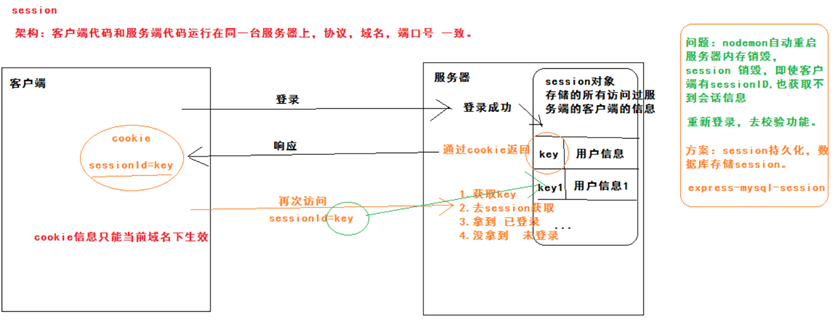 session
架构：客户端代码和服务端代码运行在同一台服务器上，协议，域名，端口号 一致。
客户端
cookie
sessionId=key
cookie信息只能当前域名下生效
登录
响应
再次访问
sessionId=key
服务器
登录成功
通过cookie返回
1.获取key
2.去session获取
3.拿到 已登录
4.没拿到 未登录
session对象
存储的所有访问过服
务端的客户端的信息
key 用户信息
key1 用户信息1
...
问题：nodemon自动重启
服务器内存销毁，
session 销毁，即使客户
端有sessionID,也获取不
到会话信息
重新登录，去校验功能。
方案：session持久化，数
据库存储session。
express-mysql-session